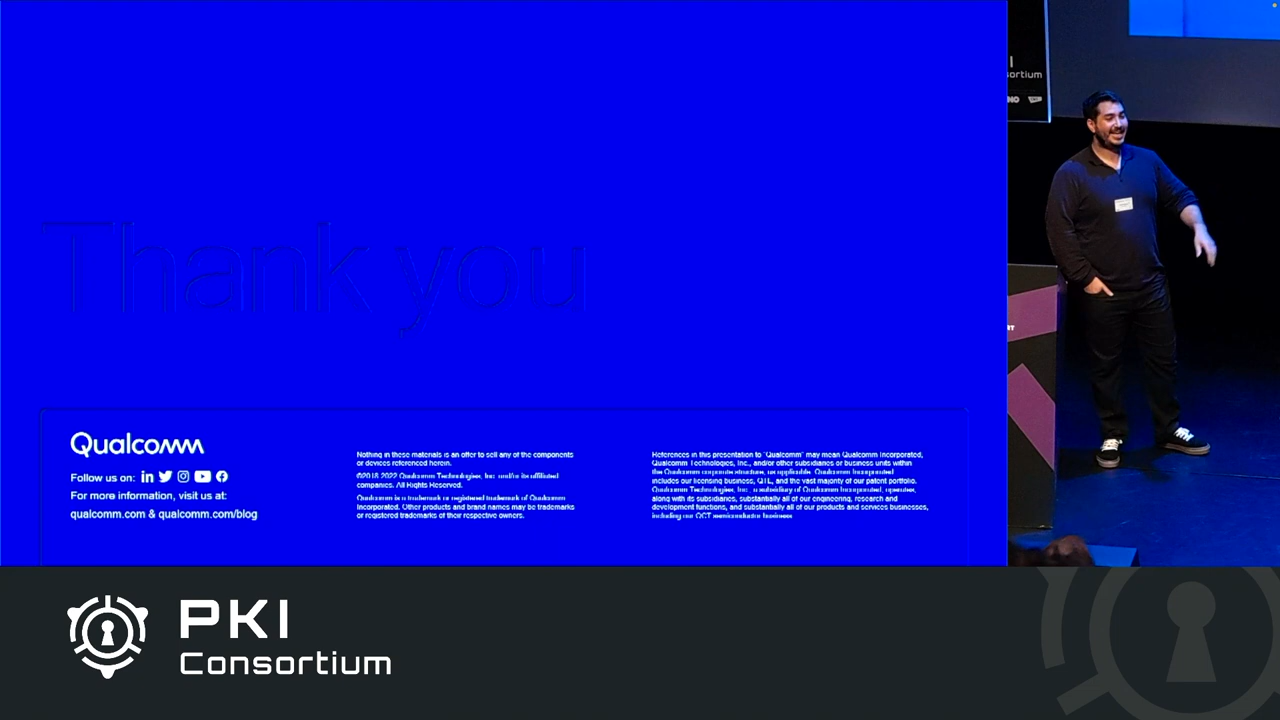 Thank you
Qualcomm
Follow us on:
For more information, visit us at:
qualcomm.com & qualcomm.com/blog
Nothing in these materials is an offer to sell any of the components
or devices referenced herein.
©2018-2022 Qualcomm Technologies, Inc. and/or its affiliated
companies. All Rights Reserved.
Qualcomm is a trademark or registered trademark of Qualcomm
Incorporated. Other products and brand names may be trademarks
or registered trademarks of their respective owners.
References in this presentation to "Qualcomm" may mean Qualcomm Incorporated,
Qualcomm Technologies, Inc., and/or other subsidiaries or business units within
the Qualcomm corporate structure, as applicable. Qualcomm Incorporated
includes our licensing business, QTL, and the vast majority of our patent portfolio.
Qualcomm Technologies, Inc., a subsidiary of Qualcomm Incorporated, operates,
along with its subsidiaries, substantially all of our engineering, research and
development functions, and substantially all of our products and services businesses,
including our QCT semiconductor business.
PKI
Consortium